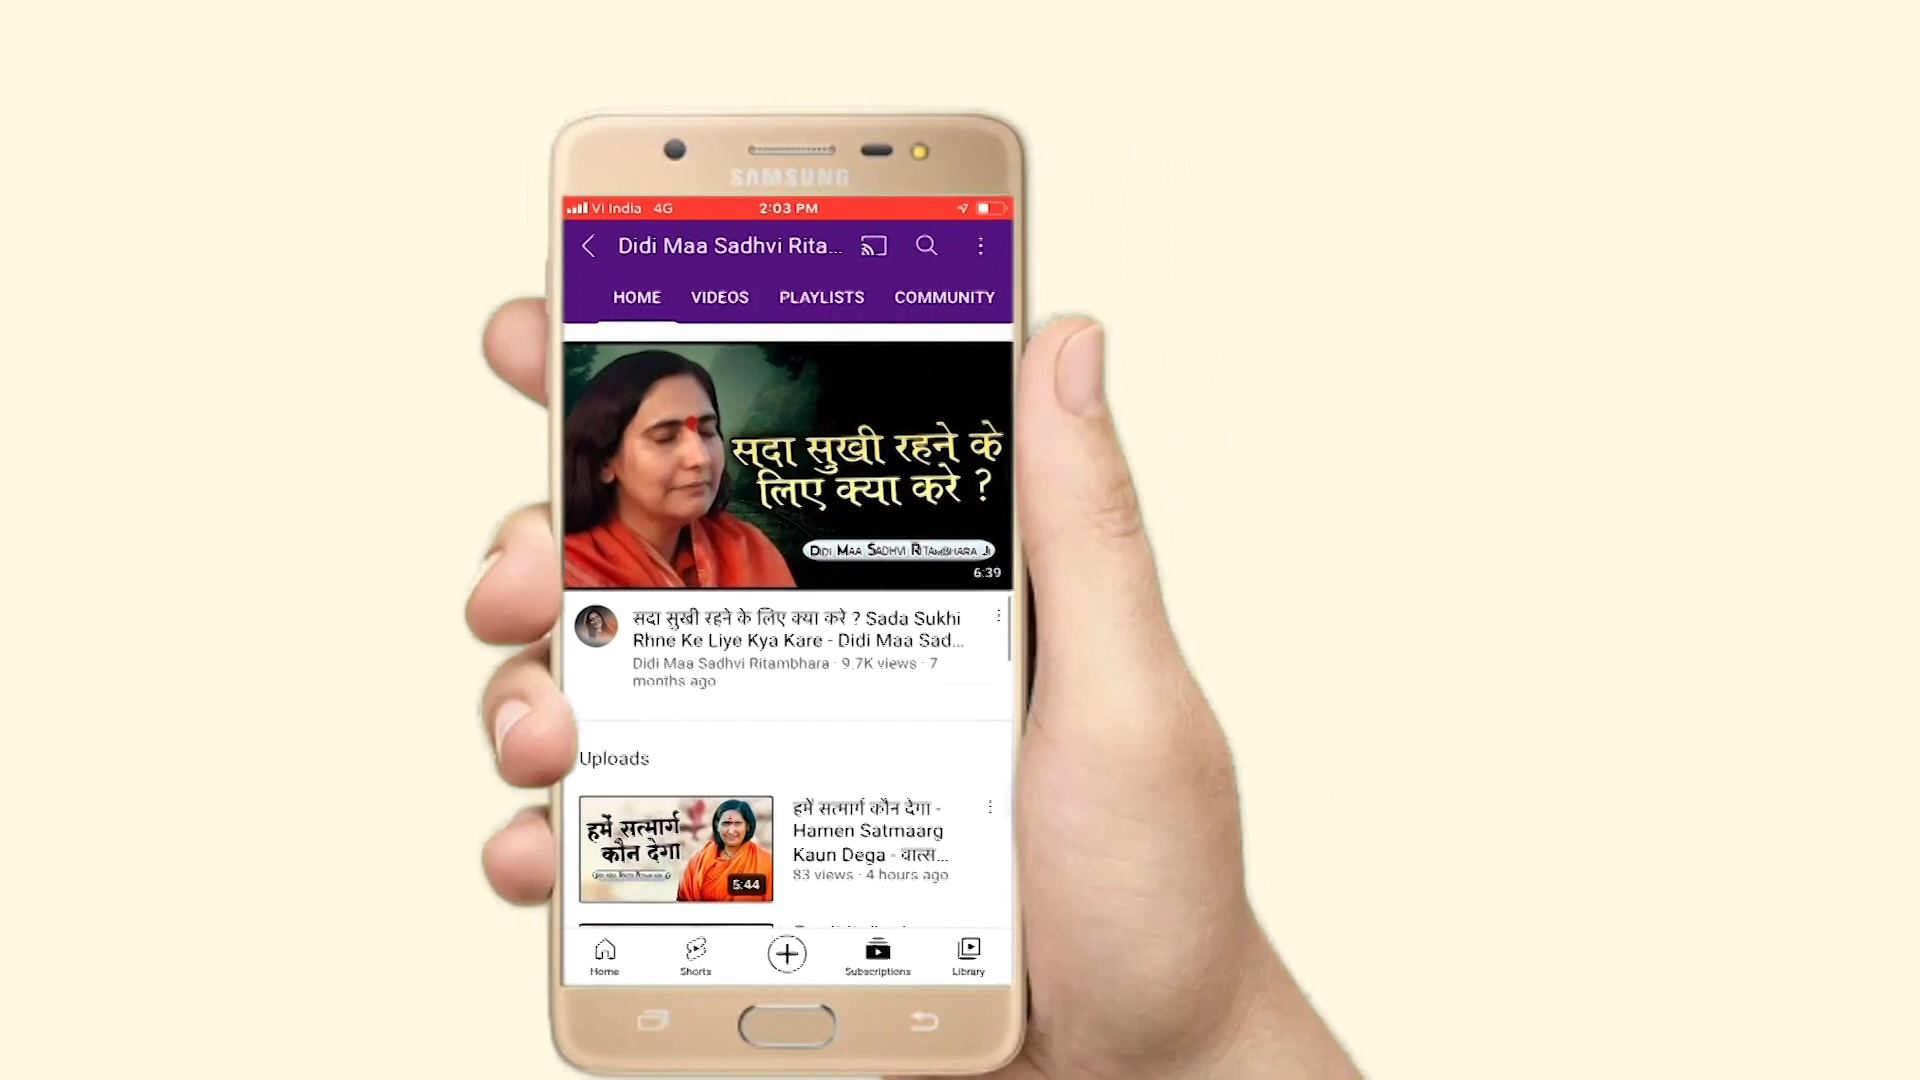 SAMSUNG
Vi India 4G 2:03 PM
Didi Maa Sadhvi Rita...
HOME VIDEOS PLAYLISTS COMMUNITY
सदा सुखी रहने के
लिए क्या करे ?
DIDI MAA SADHVI RITAMBHARA JI
6:39
सदा सुखी रहने के लिए क्या करे ? Sada Sukhi
Rhne Ke Liye Kya Kare - Didi Maa Sad...
Didi Maa Sadhvi Ritambhara · 9.7K views · 7
months ago
Uploads
हमें सत्मार्ग
कौन देगा
5:44
हमें सत्मार्ग कौन देगा -
Hamen Satmaarg
Kaun Dega - वात्स...
83 views · 4 hours ago
Home Shorts Subscriptions Library